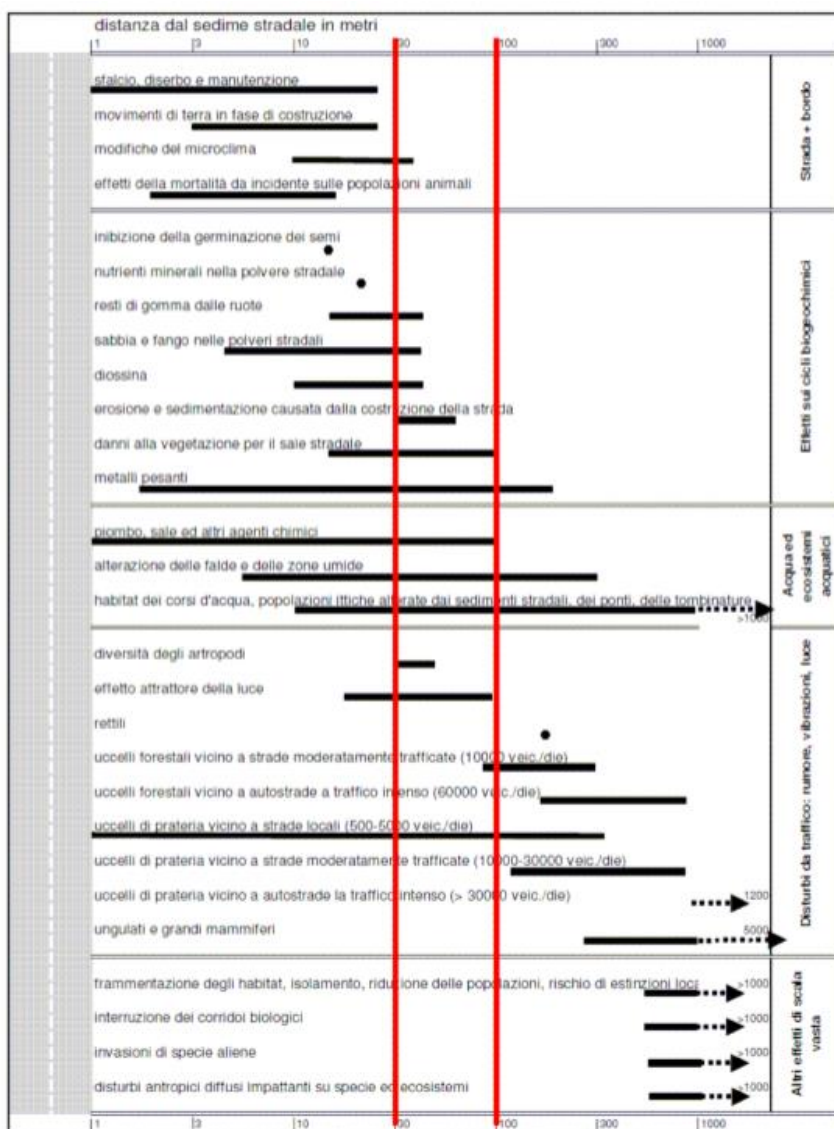 distanza dal sedime stradale in metri
1 3 10 30 100 300 1000
sfalcio, diserbo e manutenzione
movimenti di terra in fase di costruzione
modifiche del microclima
effetti della mortalità da incidente sulle popolazioni animali
Strada + bordo
inibizione della germinazione dei semi
nutrienti minerali nella polvere stradale
resti di gomma dalle ruote
sabbia e fango nelle polveri stradali
diossina
erosione e sedimentazione causata dalla costruzione della strada
danni alla vegetazione per il sale stradale
metalli pesanti
Effetti sui cicli biogeochimici
piombo, sale ed altri agenti chimici
alterazione delle falde e delle zone umide
habitat dei corsi d'acqua, popolazioni ittiche alterate dai sedimenti stradali, dei ponti, delle tombinature
>1000
Acqua ed
ecosistemi
acquatici
diversità degli artropodi
effetto attrattore della luce
rettili
uccelli forestali vicino a strade moderatamente trafficate (10000 veic./die)
uccelli forestali vicino a autostrade a traffico intenso (60000 veic./die)
uccelli di prateria vicino a strade locali (500-5000 veic./die)
uccelli di prateria vicino a strade moderatamente trafficate (10000-30000 veic./die)
uccelli di prateria vicino a autostrade la traffico intenso (> 30000 veic./die)
1200
ungulati e grandi mammiferi
5000
Disturbi da traffico: rumore, vibrazioni, luce
frammentazione degli habitat, isolamento, riduzione delle popolazioni, rischio di estinzioni loca
>1000
interruzione dei corridoi biologici
>1000
invasioni di specie aliene
>1000
disturbi antropici diffusi impattanti su specie ed ecosistemi
>1000
Altri effetti di scala
vasta
1 3 10 30 100 300 1000